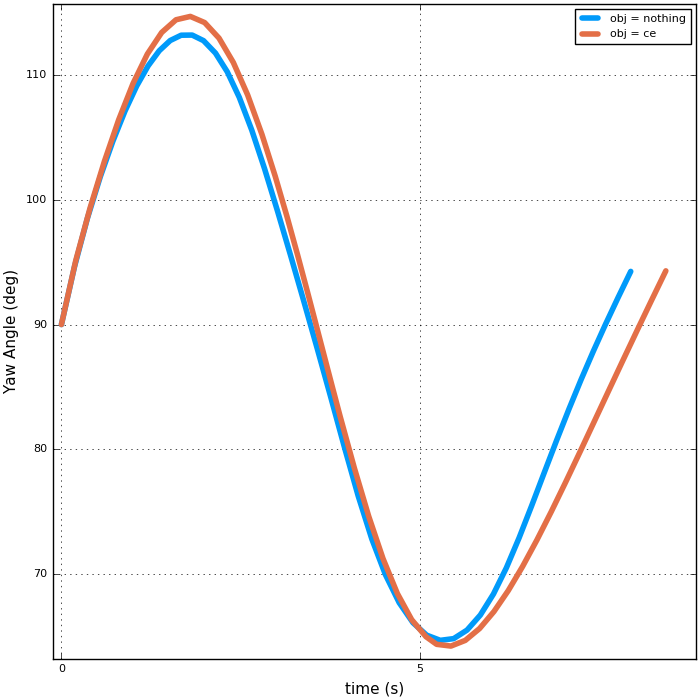 obj = nothing
obj = ce
110
100
90
80
70
Yaw Angle (deg)
0
5
time (s)